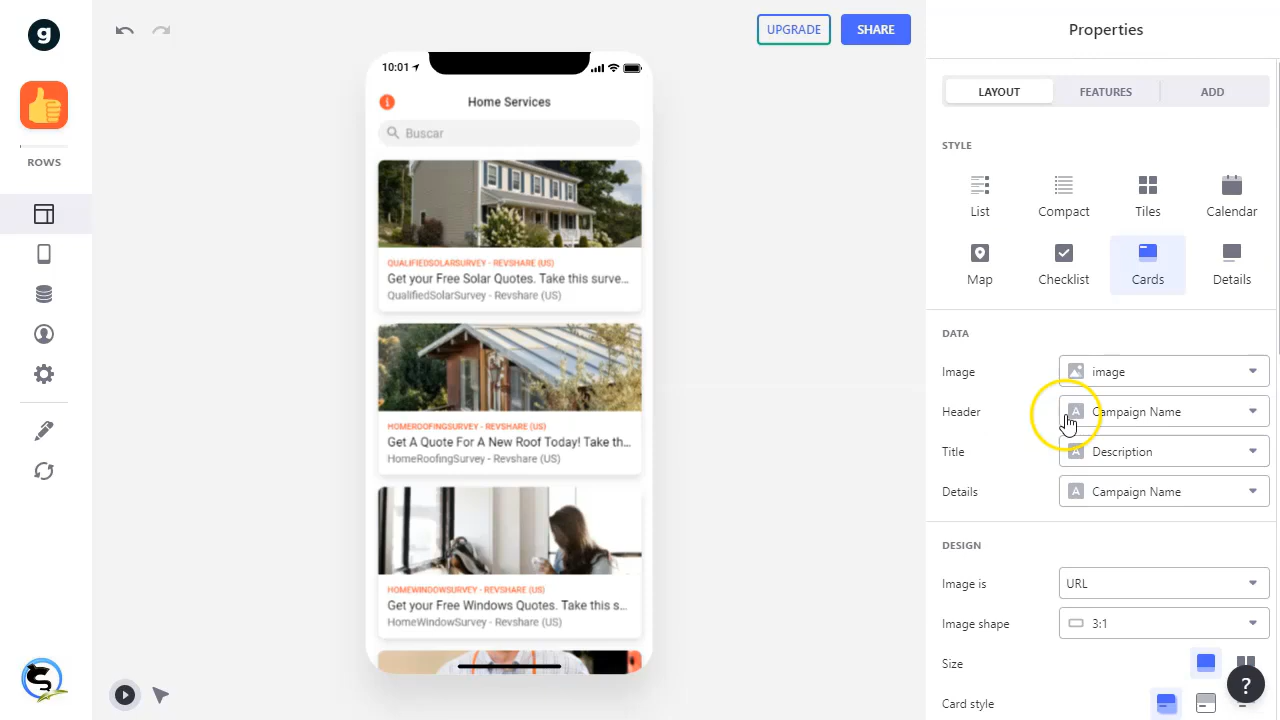 g
ROWS
UPGRADE
SHARE
10:01
Home Services
Buscar
QUALIFIEDSOLARSURVEY - REVSHARE (US)
Get your Free Solar Quotes. Take this surve...
QualifiedSolarSurvey - Revshare (US)
HOMEROOFINGSURVEY - REVSHARE (US)
Get A Quote For A New Roof Today! Take th...
HomeRoofingSurvey - Revshare (US)
HOMEWINDOWSURVEY - REVSHARE (US)
Get your Free Windows Quotes. Take this s...
HomeWindowSurvey - Revshare (US)
Properties
LAYOUT
FEATURES
ADD
STYLE
List
Compact
Tiles
Calendar
Map
Checklist
Cards
Details
DATA
Image
image
Header
A Campaign Name
Title
A Description
Details
A Campaign Name
DESIGN
Image is
URL
Image shape
3:1
Size
Card style
?